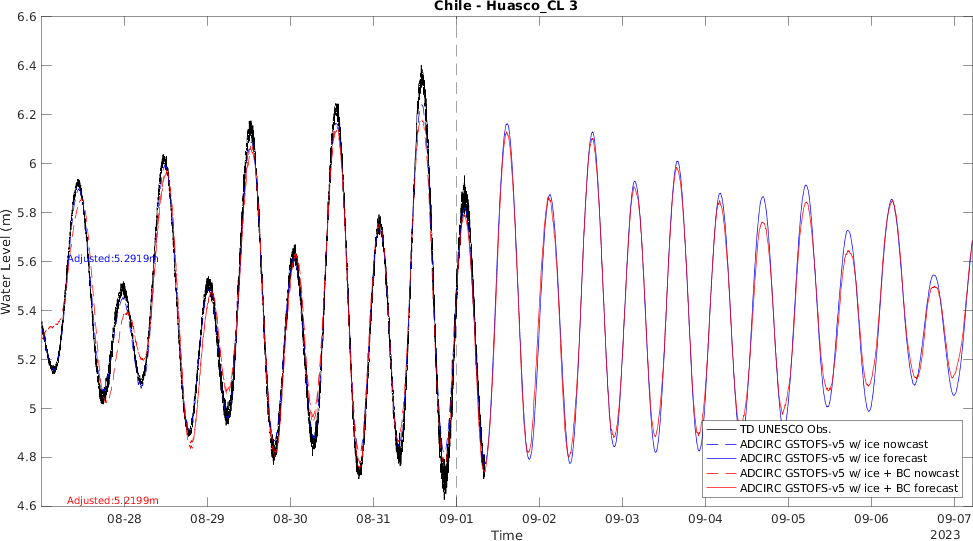 Chile - Huasco_CL 3
6.6
6.4
6.2
6
5.8
5.6
5.4
5.2
5
4.8
4.6
Water Level (m)
Adjusted:5.2919m
Adjusted:5.2199m
TD UNESCO Obs.
ADCIRC GSTOFS-v5 w/ ice nowcast
ADCIRC GSTOFS-v5 w/ ice forecast
ADCIRC GSTOFS-v5 w/ ice + BC nowcast
ADCIRC GSTOFS-v5 w/ ice + BC forecast
08-28 08-29 08-30 08-31 09-01 09-02 09-03 09-04 09-05 09-06 09-07
Time
2023